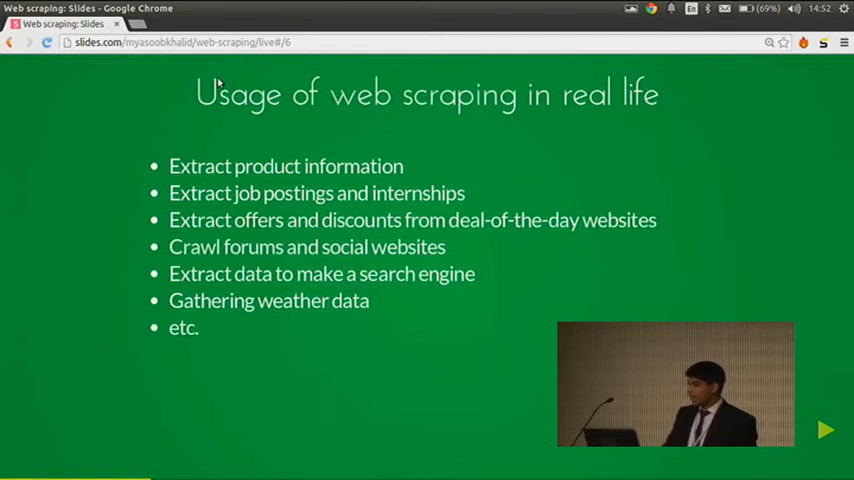 Web scraping: Slides - Google Chrome
En
(69%)
14:52
Web scraping: Slides
slides.com/myasoobkhalid/web-scraping/live#/6
Usage of web scraping in real life
Extract product information
Extract job postings and internships
Extract offers and discounts from deal-of-the-day websites
Crawl forums and social websites
Extract data to make a search engine
Gathering weather data
etc.